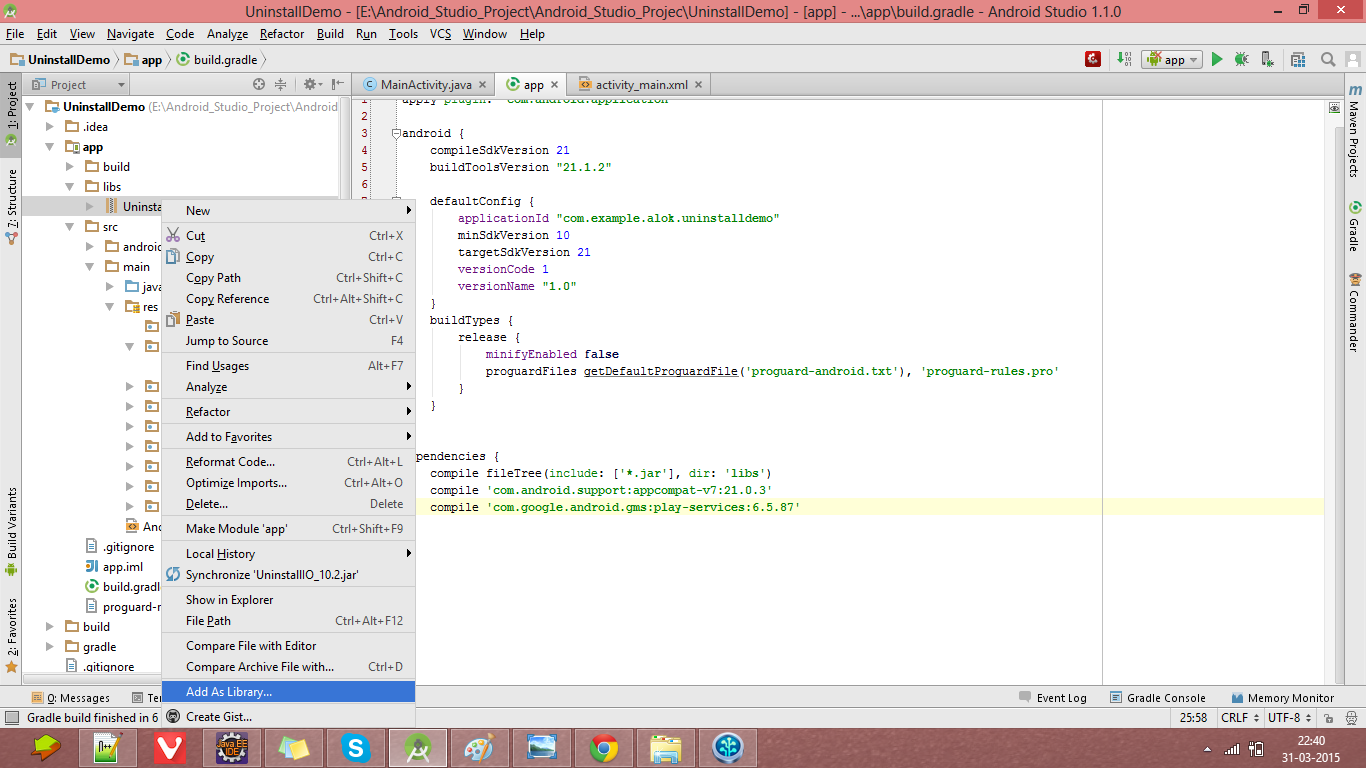 UninstallDemo - [E:\Android_Studio_Project\Android_Studio_Projec\UninstallDemo] - [app] - ...\app\build.gradle - Android Studio 1.1.0
File Edit View Navigate Code Analyze Refactor Build Run Tools VCS Window Help
UninstallDemo app build.gradle app
Project MainActivity.java app activity_main.xml
1: Project
7: Structure
Build Variants
2: Favorites
UninstallDemo (E:\Android_Studio_Project\Android
.idea
app
build
libs
Uninsta
src
android
main
java
res
And
.gitignore
app.iml
build.gradl
proguard-r
build
gradle
.gitignore
New
Cut Ctrl+X
Copy Ctrl+C
Copy Path Ctrl+Shift+C
Copy Reference Ctrl+Alt+Shift+C
Paste Ctrl+V
Jump to Source F4
Find Usages Alt+F7
Analyze
Refactor
Add to Favorites
Reformat Code... Ctrl+Alt+L
Optimize Imports... Ctrl+Alt+O
Delete... Delete
Make Module 'app' Ctrl+Shift+F9
Local History
Synchronize 'UninstallIO_10.2.jar'
Show in Explorer
File Path Ctrl+Alt+F12
Compare File with Editor
Compare Archive File with... Ctrl+D
Add As Library...
Create Gist...
1 apply plugin: 'com.android.application'
2
3 android {
4 compileSdkVersion 21
5 buildToolsVersion "21.1.2"
6
defaultConfig {
applicationId "com.example.alok.uninstalldemo"
minSdkVersion 10
targetSdkVersion 21
versionCode 1
versionName "1.0"
}
buildTypes {
release {
minifyEnabled false
proguardFiles getDefaultProguardFile('proguard-android.txt'), 'proguard-rules.pro'
}
}
pendencies {
compile fileTree(include: ['*.jar'], dir: 'libs')
compile 'com.android.support:appcompat-v7:21.0.3'
compile 'com.google.android.gms:play-services:6.5.87'
m
Maven Projects
Gradle
Commander
0: Messages Ter Event Log Gradle Console Memory Monitor
Gradle build finished in 6 25:58 CRLF UTF-8
Java EE
IDE
22:40
31-03-2015